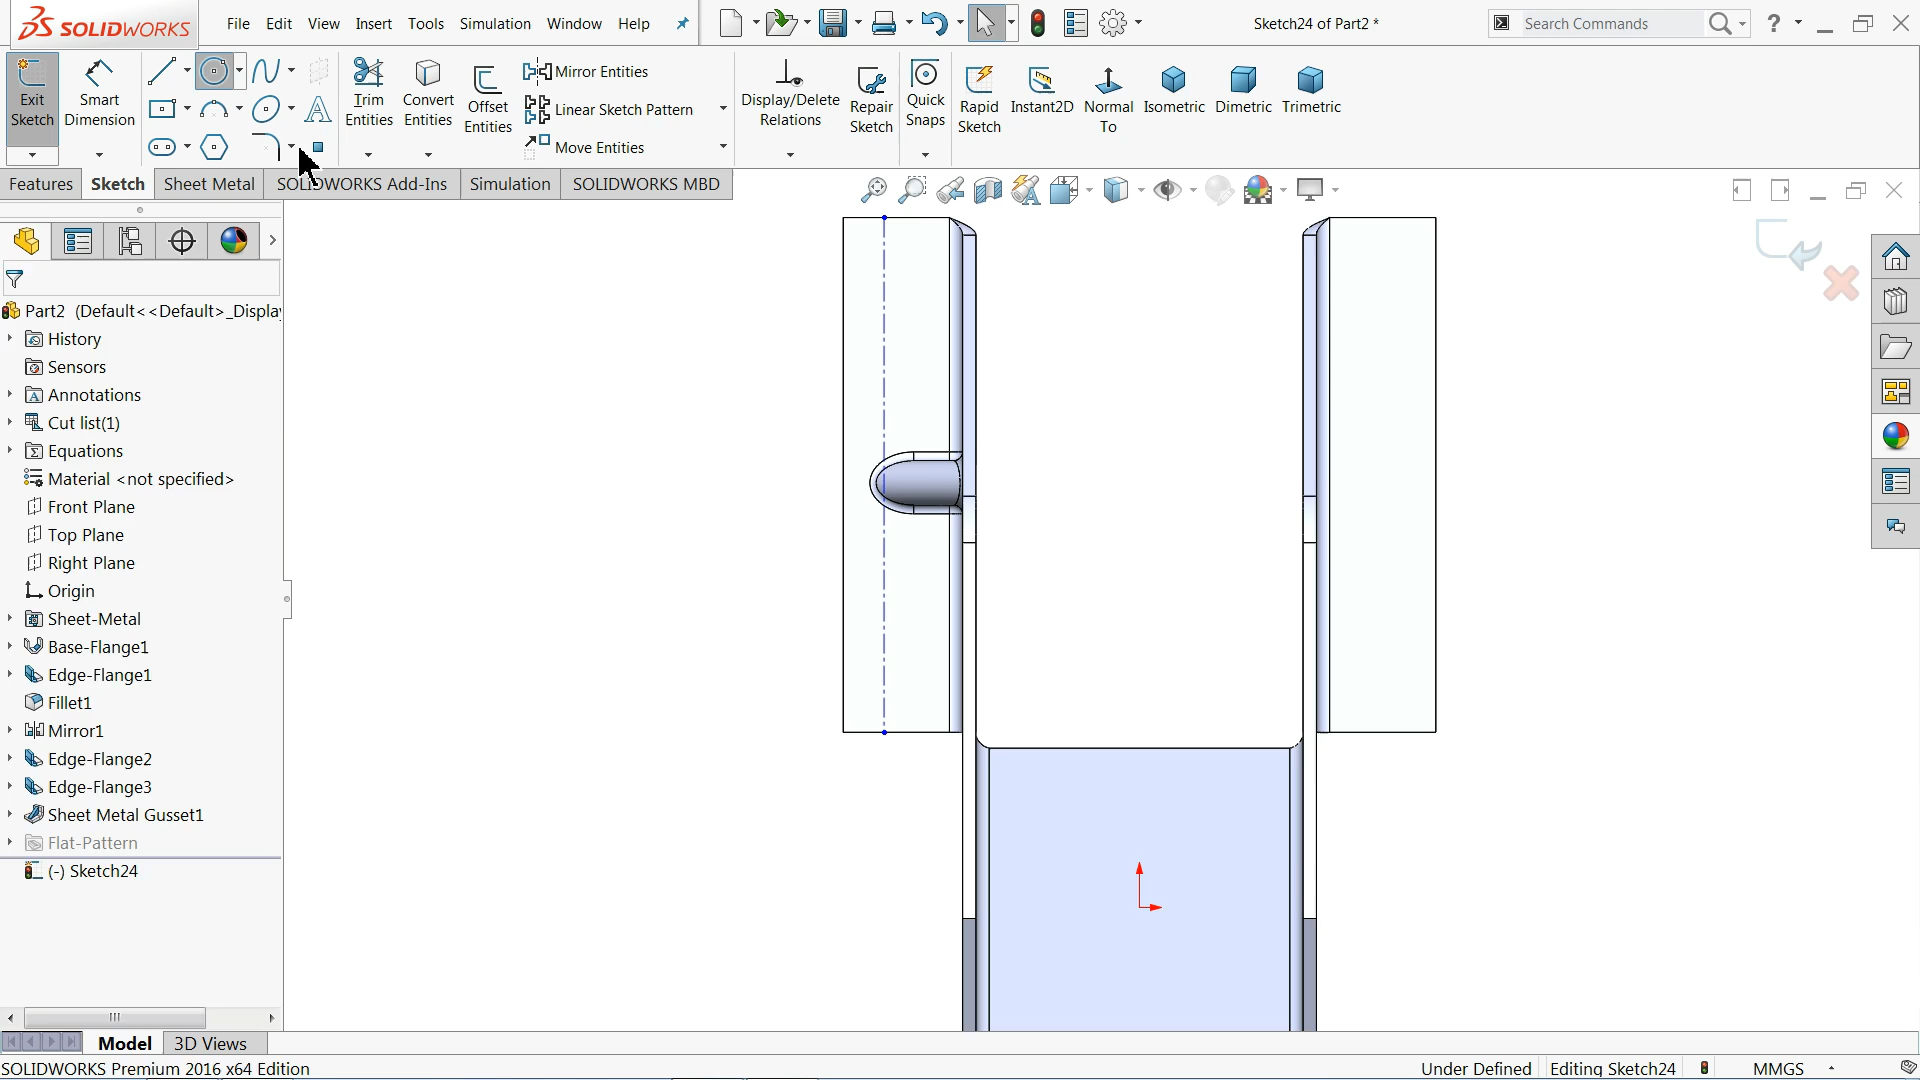 SOLIDWORKS
File Edit View Insert Tools Simulation Window Help
Sketch24 of Part2 *
Search Commands
?
Exit Sketch
Smart Dimension
Trim Entities
Convert Entities
Offset Entities
Mirror Entities
Linear Sketch Pattern
Move Entities
Display/Delete Relations
Repair Sketch
Quick Snaps
Rapid Sketch
Instant2D
Normal To
Isometric
Dimetric
Trimetric
Features Sketch Sheet Metal SOLIDWORKS Add-Ins Simulation SOLIDWORKS MBD
Part2 (Default<<Default>_Display
History
Sensors
Annotations
Cut list(1)
Equations
Material <not specified>
Front Plane
Top Plane
Right Plane
Origin
Sheet-Metal
Base-Flange1
Edge-Flange1
Fillet1
Mirror1
Edge-Flange2
Edge-Flange3
Sheet Metal Gusset1
Flat-Pattern
(-) Sketch24
Model 3D Views
SOLIDWORKS Premium 2016 x64 Edition
Under Defined Editing Sketch24 MMGS